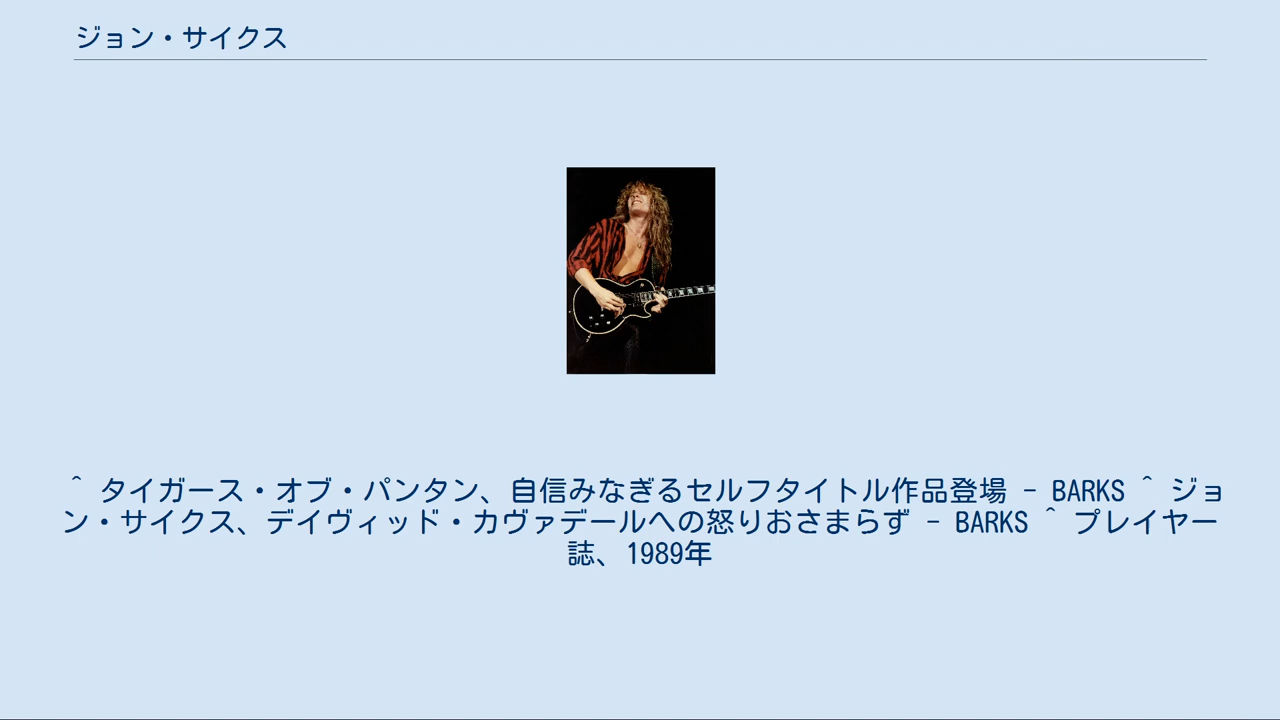 ジョン・サイクス
^ タイガース・オブ・パンタン、自信みなぎるセルフタイトル作品登場 - BARKS ^ ジョ
ン・サイクス、デイヴィッド・カヴァデールへの怒りおさまらず - BARKS ^ プレイヤー
誌、1989年